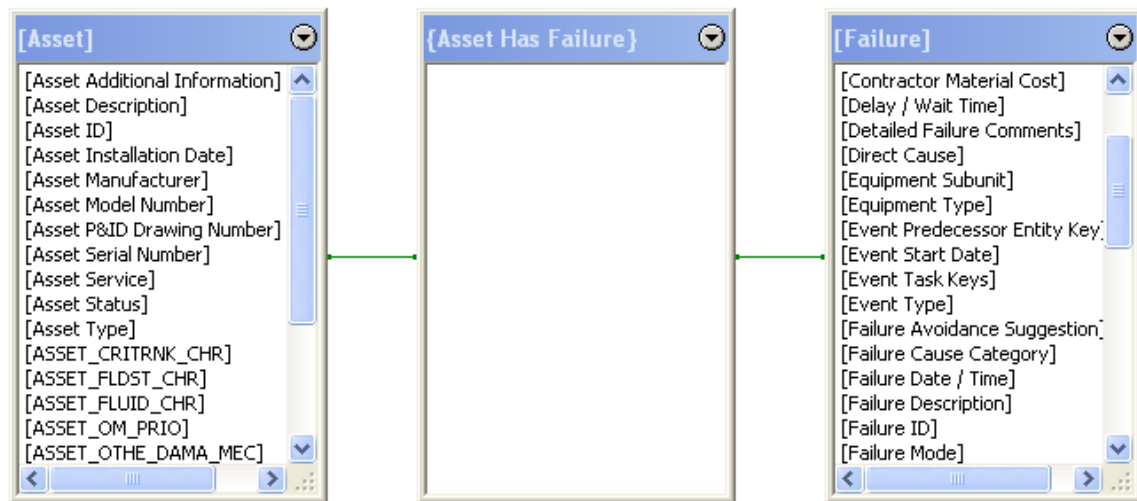 [Asset]
[Asset Additional Information]
[Asset Description]
[Asset ID]
[Asset Installation Date]
[Asset Manufacturer]
[Asset Model Number]
[Asset P&ID Drawing Number]
[Asset Serial Number]
[Asset Service]
[Asset Status]
[Asset Type]
[ASSET_CRITRNK_CHR]
[ASSET_FLDST_CHR]
[ASSET_FLUID_CHR]
[ASSET_OM_PRIO]
[ASSET_OTHE_DAMA_MEC]
{Asset Has Failure}
[Failure]
[Contractor Material Cost]
[Delay / Wait Time]
[Detailed Failure Comments]
[Direct Cause]
[Equipment Subunit]
[Equipment Type]
[Event Predecessor Entity Key]
[Event Start Date]
[Event Task Keys]
[Event Type]
[Failure Avoidance Suggestion]
[Failure Cause Category]
[Failure Date / Time]
[Failure Description]
[Failure ID]
[Failure Mode]